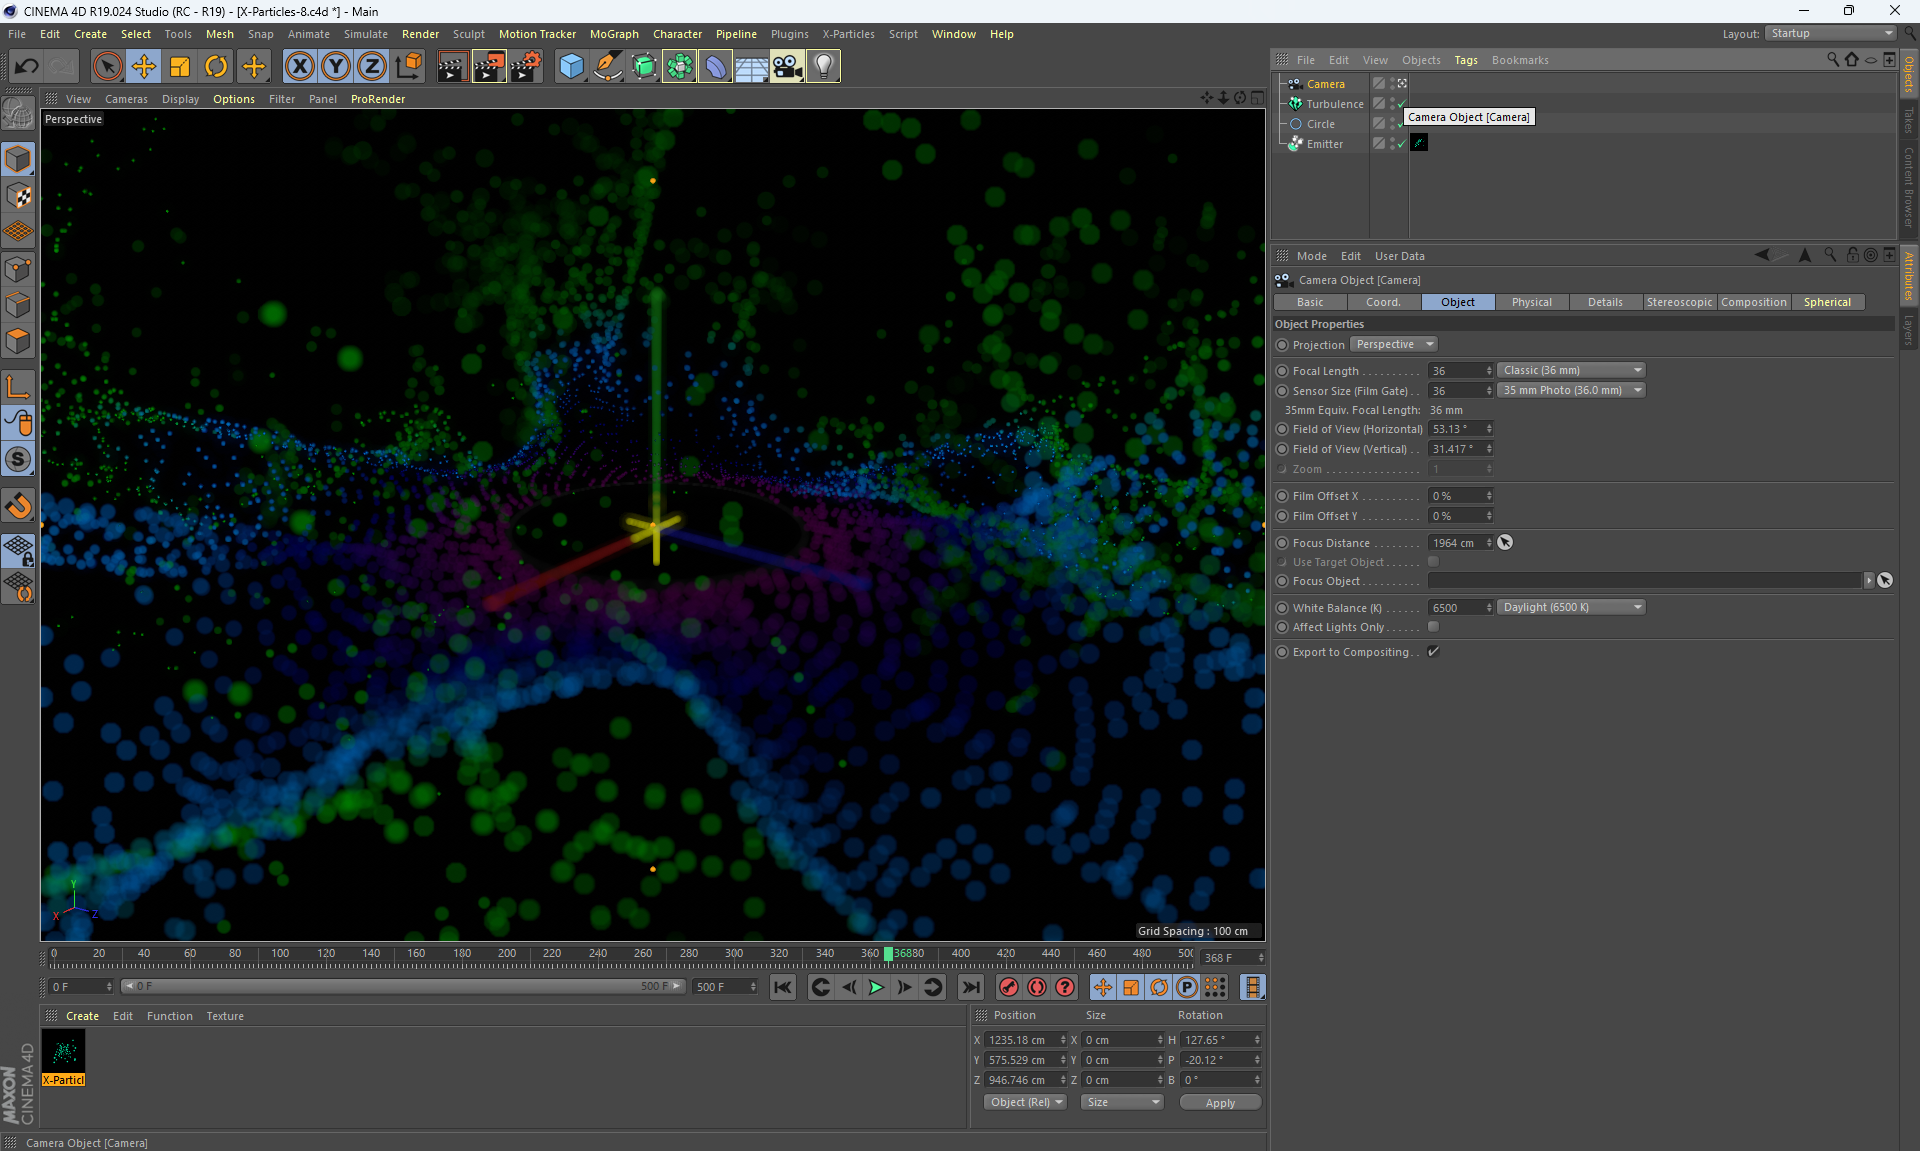 CINEMA 4D R19.024 Studio (RC - R19) - [X-Particles-8.c4d *] - Main
File Edit Create Select Tools Mesh Snap Animate Simulate Render Sculpt Motion Tracker MoGraph Character Pipeline Plugins X-Particles Script Window Help
Layout: Startup
View Cameras Display Options Filter Panel ProRender
Perspective
X Y Z
Grid Spacing : 100 cm
0 20 40 60 80 100 120 140 160 180 200 220 240 260 280 300 320 340 360 36880 400 420 440 460 480 500
368 F
0 F
0 F
500 F
500 F
Create Edit Function Texture
X-Particl
MAXON
CINEMA 4D
Position Size Rotation
X 1235.18 cm X 0 cm H 127.65 °
Y 575.529 cm Y 0 cm P -20.12 °
Z 946.746 cm Z 0 cm B 0 °
Object (Rel) Size Apply
Camera Object [Camera]
File Edit View Objects Tags Bookmarks
Camera
Turbulence
Camera Object [Camera]
Circle
Emitter
Objects
Takes
Content Browser
Mode Edit User Data
Camera Object [Camera]
Basic Coord. Object Physical Details Stereoscopic Composition Spherical
Object Properties
Projection Perspective
Focal Length . . . . . . . . . . 36 Classic (36 mm)
Sensor Size (Film Gate) . . 36 35 mm Photo (36.0 mm)
35mm Equiv. Focal Length: 36 mm
Field of View (Horizontal) 53.13 °
Field of View (Vertical) . . 31.417 °
Zoom . . . . . . . . . . . . . . . . 1
Film Offset X . . . . . . . . . . 0 %
Film Offset Y . . . . . . . . . . 0 %
Focus Distance . . . . . . . . 1964 cm
Use Target Object . . . . . .
Focus Object . . . . . . . . . .
White Balance (K) . . . . . . 6500 Daylight (6500 K)
Affect Lights Only . . . . . .
Export to Compositing . .
Attributes
Layers